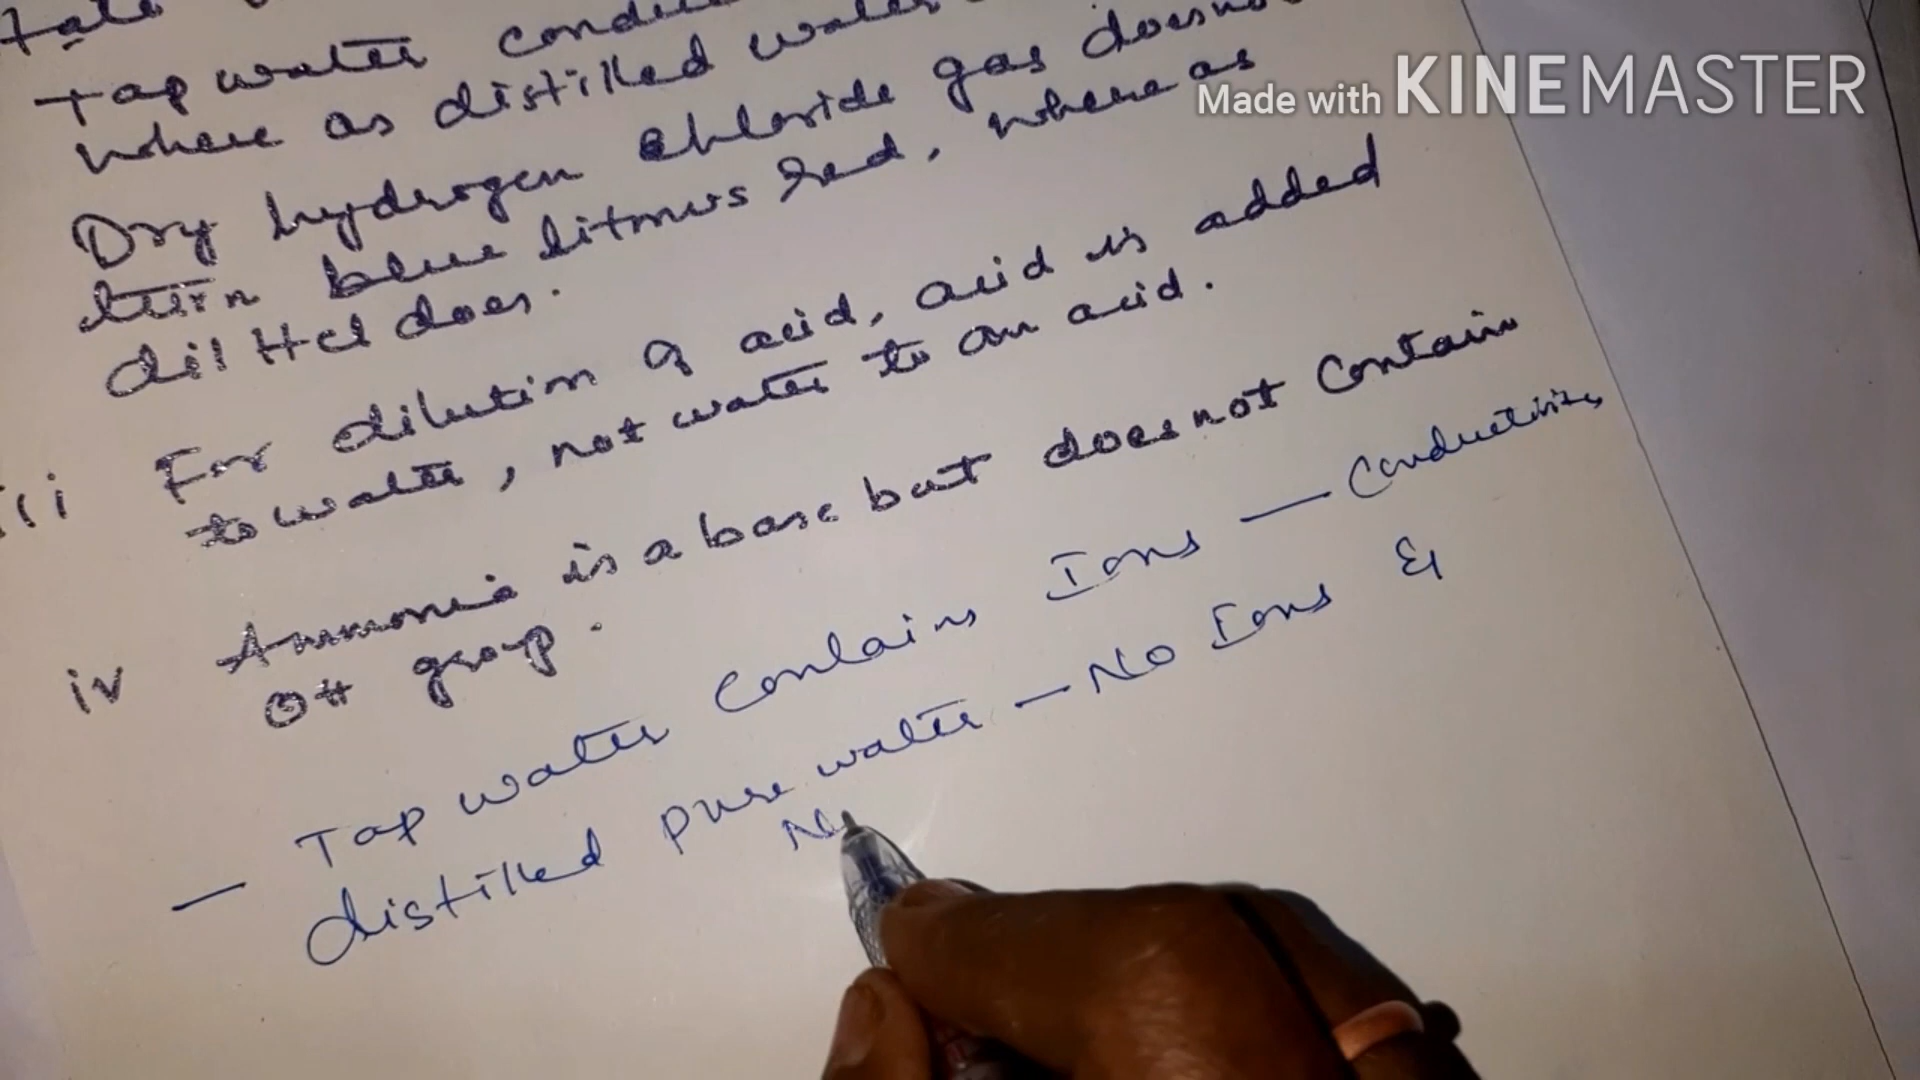 Tap water
where as distilled water
Dry hydrogen chloride gas
turn blue litmus red, where as
dil Hcl does.
iii For dilution of acid, acid is added
to water, not water to an acid.
iv Ammonia is a base but does not contain
OH group.
— Tap water contains Ions — Conductivity
distilled pure water — No Ions &
No
Made with KINEMASTER